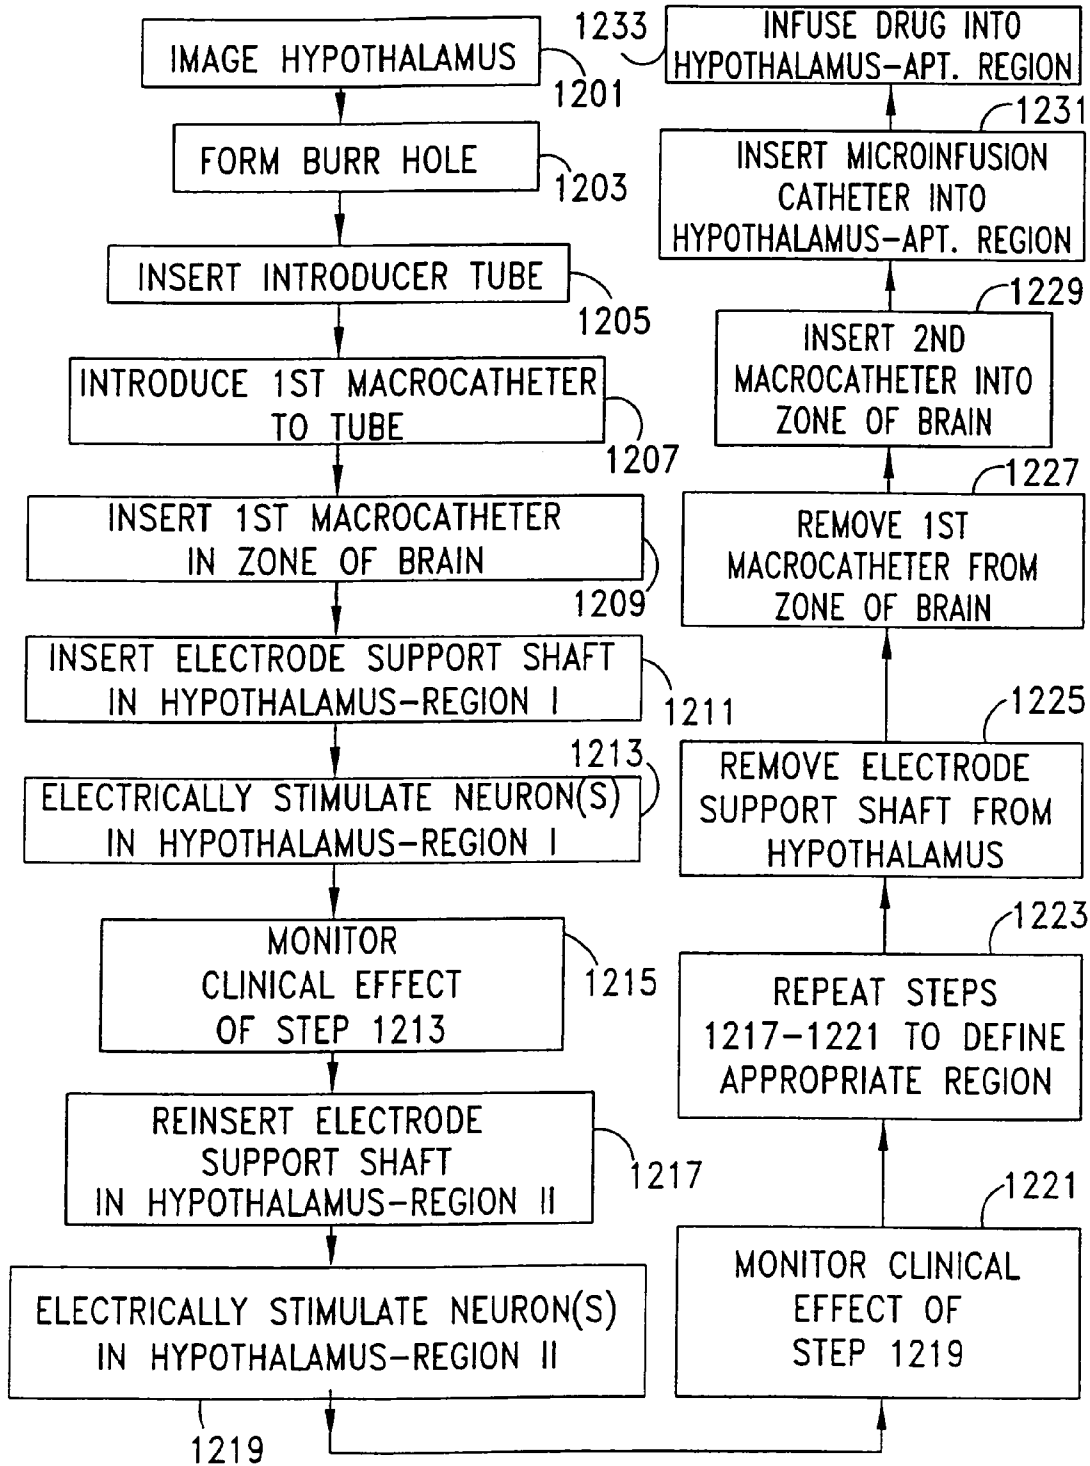 IMAGE HYPOTHALAMUS
1201
FORM BURR HOLE
1203
INSERT INTRODUCER TUBE
1205
INTRODUCE 1ST MACROCATHETER
TO TUBE
1207
INSERT 1ST MACROCATHETER
IN ZONE OF BRAIN
1209
INSERT ELECTRODE SUPPORT SHAFT
IN HYPOTHALAMUS-REGION I
1211
1213
ELECTRICALLY STIMULATE NEURON(S)
IN HYPOTHALAMUS-REGION I
MONITOR
CLINICAL EFFECT
OF STEP 1213
1215
REINSERT ELECTRODE
SUPPORT SHAFT
IN HYPOTHALAMUS-REGION II
1217
ELECTRICALLY STIMULATE NEURON(S)
IN HYPOTHALAMUS-REGION II
1219
1221
MONITOR CLINICAL
EFFECT OF
STEP 1219
1223
REPEAT STEPS
1217-1221 TO DEFINE
APPROPRIATE REGION
1225
REMOVE ELECTRODE
SUPPORT SHAFT FROM
HYPOTHALAMUS
1227
REMOVE 1ST
MACROCATHETER FROM
ZONE OF BRAIN
1229
INSERT 2ND
MACROCATHETER INTO
ZONE OF BRAIN
1231
INSERT MICROINFUSION
CATHETER INTO
HYPOTHALAMUS-APT. REGION
1233
INFUSE DRUG INTO
HYPOTHALAMUS-APT. REGION